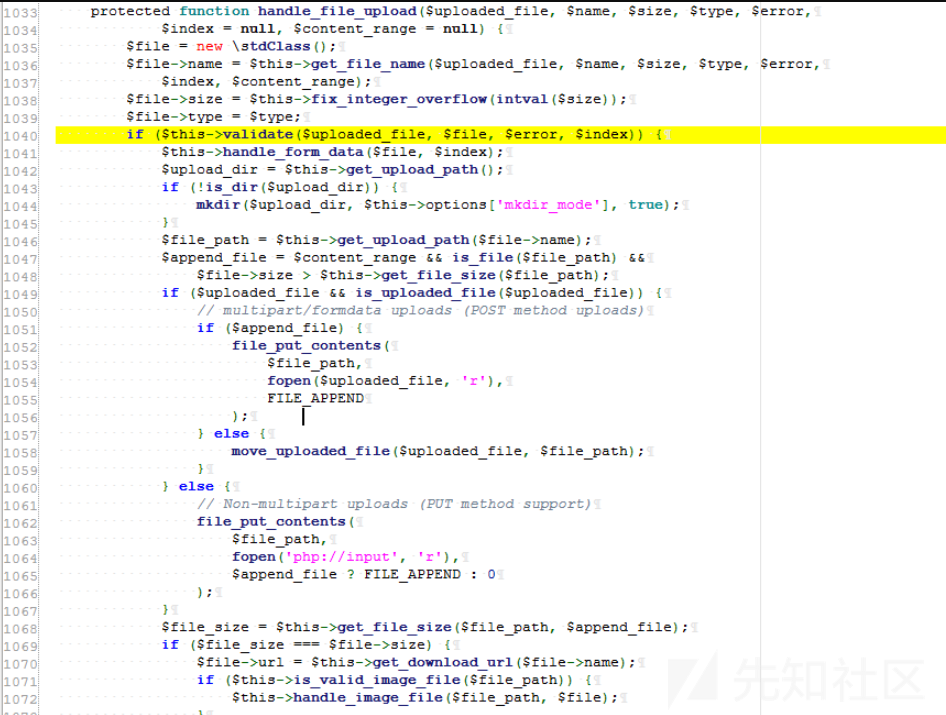 1033 protected function handle_file_upload($uploaded_file, $name, $size, $type, $error,
1034 $index = null, $content_range = null) {
1035 $file = new \stdClass();
1036 $file->name = $this->get_file_name($uploaded_file, $name, $size, $type, $error,
1037 $index, $content_range);
1038 $file->size = $this->fix_integer_overflow(intval($size));
1039 $file->type = $type;
1040 if ($this->validate($uploaded_file, $file, $error, $index)) {
1041 $this->handle_form_data($file, $index);
1042 $upload_dir = $this->get_upload_path();
1043 if (!is_dir($upload_dir)) {
1044 mkdir($upload_dir, $this->options['mkdir_mode'], true);
1045 }
1046 $file_path = $this->get_upload_path($file->name);
1047 $append_file = $content_range && is_file($file_path) &&
1048 $file->size > $this->get_file_size($file_path);
1049 if ($uploaded_file && is_uploaded_file($uploaded_file)) {
1050 // multipart/formdata uploads (POST method uploads)
1051 if ($append_file) {
1052 file_put_contents(
1053 $file_path,
1054 fopen($uploaded_file, 'r'),
1055 FILE_APPEND
1056 );
1057 } else {
1058 move_uploaded_file($uploaded_file, $file_path);
1059 }
1060 } else {
1061 // Non-multipart uploads (PUT method support)
1062 file_put_contents(
1063 $file_path,
1064 fopen('php://input', 'r'),
1065 $append_file ? FILE_APPEND : 0
1066 );
1067 }
1068 $file_size = $this->get_file_size($file_path, $append_file);
1069 if ($file_size === $file->size) {
1070 $file->url = $this->get_download_url($file->name);
1071 if ($this->is_valid_image_file($file_path)) {
1072 $this->handle_image_file($file_path, $file);
先知社区